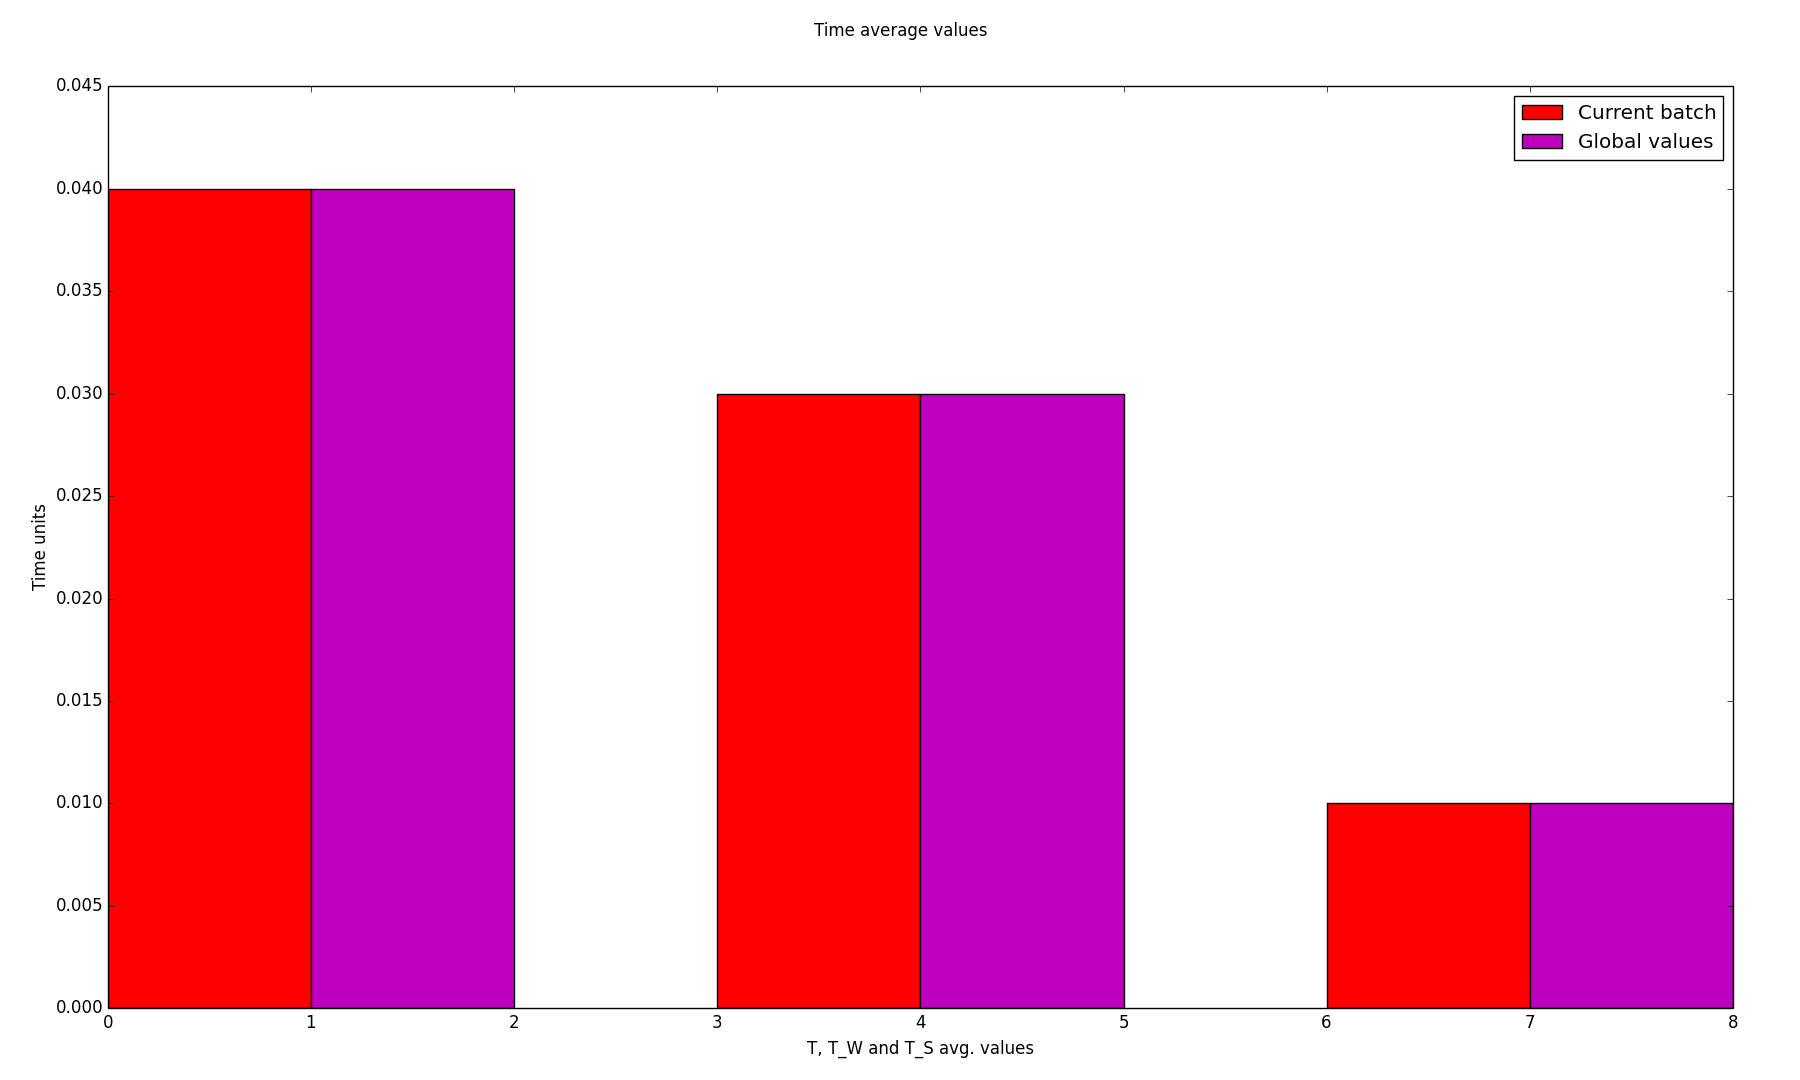 Time average values
0.045
0.040
0.035
0.030
0.025
0.020
0.015
0.010
0.005
0.000
Time units
Current batch
Global values
0 1 2 3 4 5 6 7 8
T, T_W and T_S avg. values